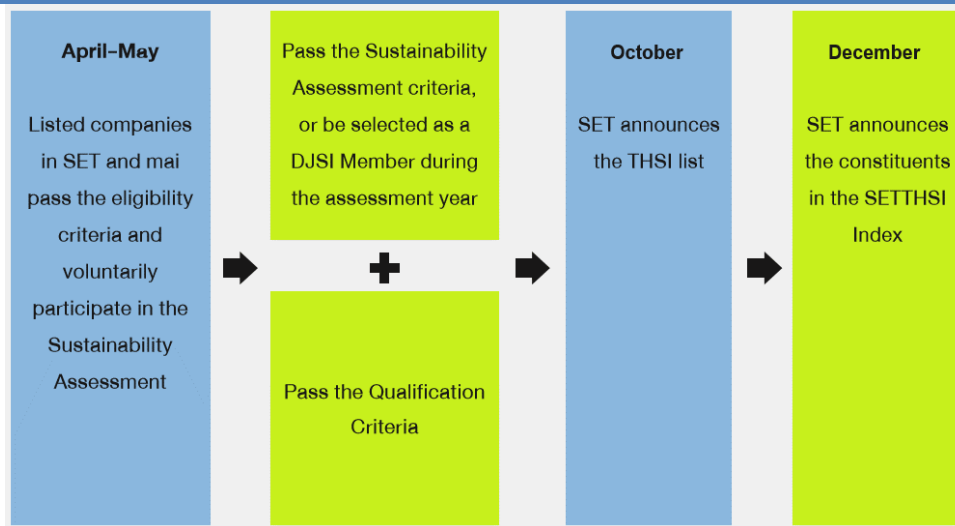 April–May
Listed companies
in SET and mai
pass the eligibility
criteria and
voluntarily
participate in the
Sustainability
Assessment
Pass the Sustainability
Assessment criteria,
or be selected as a
DJSI Member during
the assessment year
Pass the Qualification
Criteria
October
SET announces
the THSI list
December
SET announces
the constituents
in the SETTHSI
Index